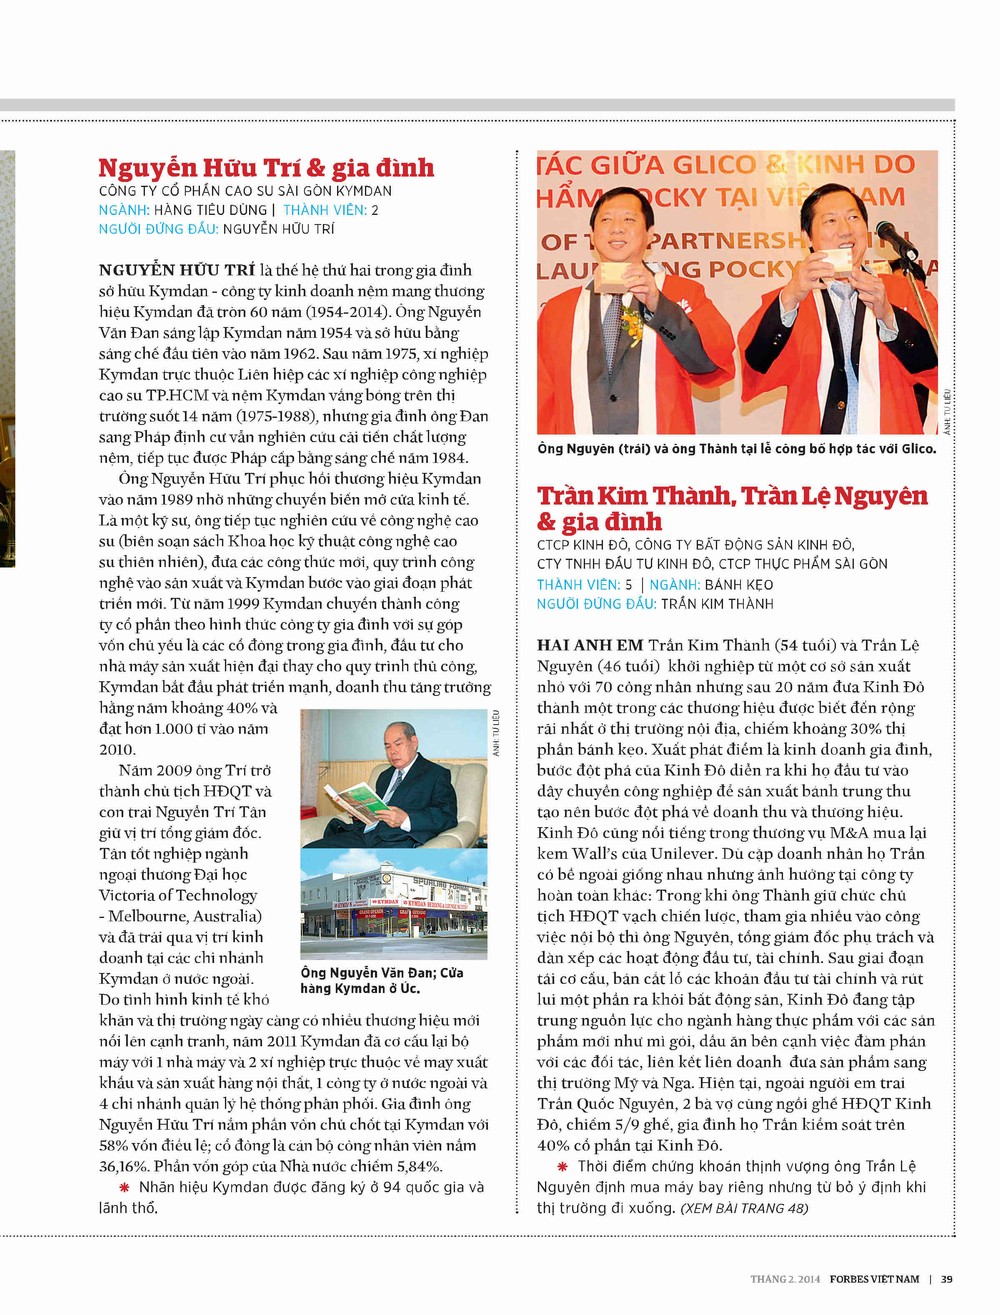 Nguyễn Hữu Trí & gia đình
CÔNG TY CỔ PHẦN CAO SU SÀI GÒN KYMDAN
NGÀNH: HÀNG TIÊU DÙNG | THÀNH VIÊN: 2
NGƯỜI ĐỨNG ĐẦU: NGUYỄN HỮU TRÍ
NGUYỄN HỮU TRÍ là thế hệ thứ hai trong gia đình
sở hữu Kymdan - công ty kinh doanh nệm mang thương
hiệu Kymdan đã tròn 60 năm (1954-2014). Ông Nguyễn
Văn Đan sáng lập Kymdan năm 1954 và sở hữu bằng
sáng chế đầu tiên vào năm 1962. Sau năm 1975, xí nghiệp
Kymdan trực thuộc Liên hiệp các xí nghiệp công nghiệp
cao su TP.HCM và nệm Kymdan vắng bóng trên thị
trường suốt 14 năm (1975-1988), nhưng gia đình ông Đan
sang Pháp định cư vẫn nghiên cứu cải tiến chất lượng
nệm, tiếp tục được Pháp cấp bằng sáng chế năm 1984.
Ông Nguyễn Hữu Trí phục hồi thương hiệu Kymdan
vào năm 1989 nhờ những chuyển biến mở cửa kinh tế.
Là một kỹ sư, ông tiếp tục nghiên cứu về công nghệ cao
su (biên soạn sách Khoa học kỹ thuật công nghệ cao
su thiên nhiên), đưa các công thức mới, quy trình công
nghệ vào sản xuất và Kymdan bước vào giai đoạn phát
triển mới. Từ năm 1999 Kymdan chuyển thành công
ty cổ phần theo hình thức công ty gia đình với sự góp
vốn chủ yếu là các cổ đông trong gia đình, đầu tư cho
nhà máy sản xuất hiện đại thay cho quy trình thủ công,
Kymdan bắt đầu phát triển mạnh, doanh thu tăng trưởng
hằng năm khoảng 40% và
đạt hơn 1.000 tỉ vào năm
2010.
Năm 2009 ông Trí trở
thành chủ tịch HĐQT và
con trai Nguyễn Trí Tân
giữ vị trí tổng giám đốc.
Tân tốt nghiệp ngành
ngoại thương Đại học
Victoria of Technology
- Melbourne, Australia)
và đã trải qua vị trí kinh
doanh tại các chi nhánh
Kymdan ở nước ngoài.
Do tình hình kinh tế khó
khăn và thị trường ngày càng có nhiều thương hiệu mới
nổi lên cạnh tranh, năm 2011 Kymdan đã cơ cấu lại bộ
máy với 1 nhà máy và 2 xí nghiệp trực thuộc về may xuất
khẩu và sản xuất hàng nội thất, 1 công ty ở nước ngoài và
4 chi nhánh quản lý hệ thống phân phối. Gia đình ông
Nguyễn Hữu Trí nắm phần vốn chủ chốt tại Kymdan với
58% vốn điều lệ; cổ đông là cán bộ công nhân viên nắm
36,16%. Phần vốn góp của Nhà nước chiếm 5,84%.
✱ Nhãn hiệu Kymdan được đăng ký ở 94 quốc gia và
lãnh thổ.
ẢNH: TƯ LIỆU
KYMDAN
Ông Nguyễn Văn Đan; Cửa
hàng Kymdan ở Úc.
TÁC GIỮA GLICO & KINH DO
HẨM POCKY TẠI VIỆT NAM
OF THE PARTNERSHIP WITH
LAUNCHING POCKY
ẢNH: TƯ LIỆU
Ông Nguyên (trái) và ông Thành tại lễ công bố hợp tác với Glico.
Trần Kim Thành, Trần Lệ Nguyên
& gia đình
CTCP KINH ĐÔ, CÔNG TY BẤT ĐỘNG SẢN KINH ĐÔ,
CTY TNHH ĐẦU TƯ KINH ĐÔ, CTCP THỰC PHẨM SÀI GÒN
THÀNH VIÊN: 5 | NGÀNH: BÁNH KẸO
NGƯỜI ĐỨNG ĐẦU: TRẦN KIM THÀNH
HAI ANH EM Trần Kim Thành (54 tuổi) và Trần Lệ
Nguyên (46 tuổi) khởi nghiệp từ một cơ sở sản xuất
nhỏ với 70 công nhân nhưng sau 20 năm đưa Kinh Đô
thành một trong các thương hiệu được biết đến rộng
rãi nhất ở thị trường nội địa, chiếm khoảng 30% thị
phần bánh kẹo. Xuất phát điểm là kinh doanh gia đình,
bước đột phá của Kinh Đô diễn ra khi họ đầu tư vào
dây chuyền công nghiệp để sản xuất bánh trung thu
tạo nên bước đột phá về doanh thu và thương hiệu.
Kinh Đô cũng nổi tiếng trong thương vụ M&A mua lại
kem Wall's của Unilever. Dù cặp doanh nhân họ Trần
có bề ngoài giống nhau nhưng ảnh hưởng tại công ty
hoàn toàn khác: Trong khi ông Thành giữ chức chủ
tịch HĐQT vạch chiến lược, tham gia nhiều vào công
việc nội bộ thì ông Nguyên, tổng giám đốc phụ trách và
dàn xếp các hoạt động đầu tư, tài chính. Sau giai đoạn
tái cơ cấu, bán cắt lỗ các khoản đầu tư tài chính và rút
lui một phần ra khỏi bất động sản, Kinh Đô đang tập
trung nguồn lực cho ngành hàng thực phẩm với các sản
phẩm mới như mì gói, dầu ăn bên cạnh việc đàm phán
với các đối tác, liên kết liên doanh đưa sản phẩm sang
thị trường Mỹ và Nga. Hiện tại, ngoài người em trai
Trần Quốc Nguyên, 2 bà vợ cùng ngồi ghế HĐQT Kinh
Đô, chiếm 5/9 ghế, gia đình họ Trần kiểm soát trên
40% cổ phần tại Kinh Đô.
✱ Thời điểm chứng khoán thịnh vượng ông Trần Lệ
Nguyên định mua máy bay riêng nhưng từ bỏ ý định khi
thị trường đi xuống. (XEM BÀI TRANG 48)
THÁNG 2. 2014 FORBES VIỆT NAM | 39